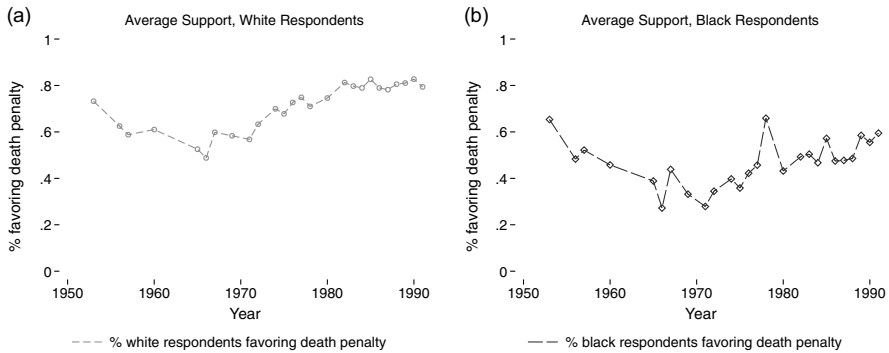 (a)
Average Support, White Respondents
% favoring death penalty
1
.8
.6
.4
.2
0
1950 1960 1970 1980 1990
Year
% white respondents favoring death penalty
(b)
Average Support, Black Respondents
% favoring death penalty
1
.8
.6
.4
.2
0
1950 1960 1970 1980 1990
Year
% black respondents favoring death penalty